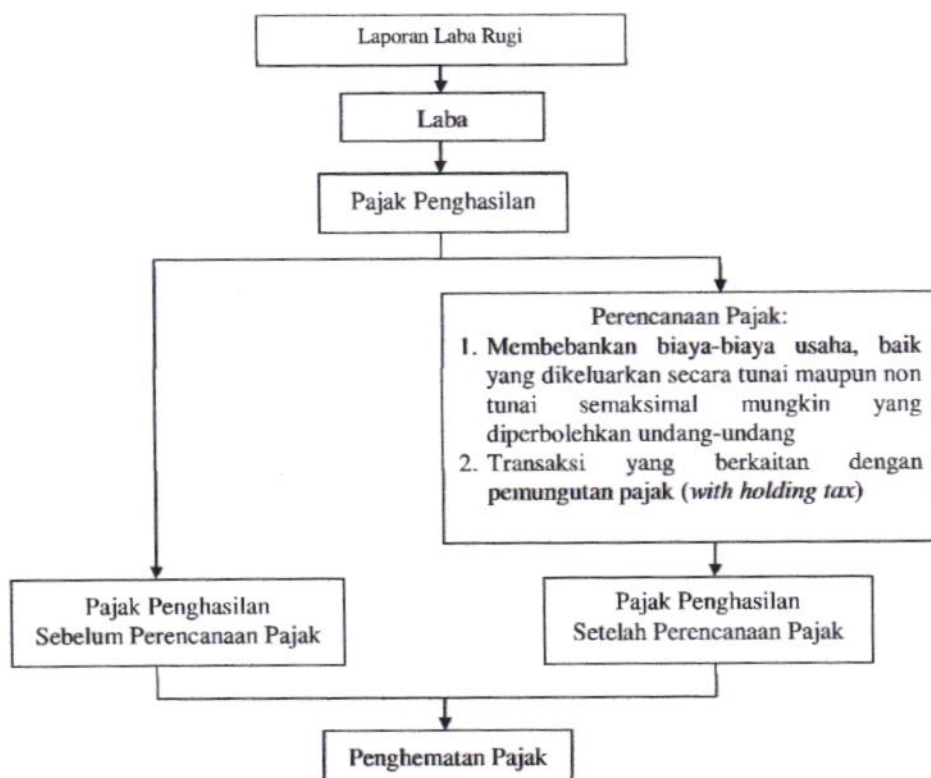 Laporan Laba Rugi
Laba
Pajak Penghasilan
Perencanaan Pajak:
1. Membebankan biaya-biaya usaha, baik
yang dikeluarkan secara tunai maupun non
tunai semaksimal mungkin yang
diperbolehkan undang-undang
2. Transaksi yang berkaitan dengan
pemungutan pajak (with holding tax)
Pajak Penghasilan
Sebelum Perencanaan Pajak
Pajak Penghasilan
Setelah Perencanaan Pajak
Penghematan Pajak